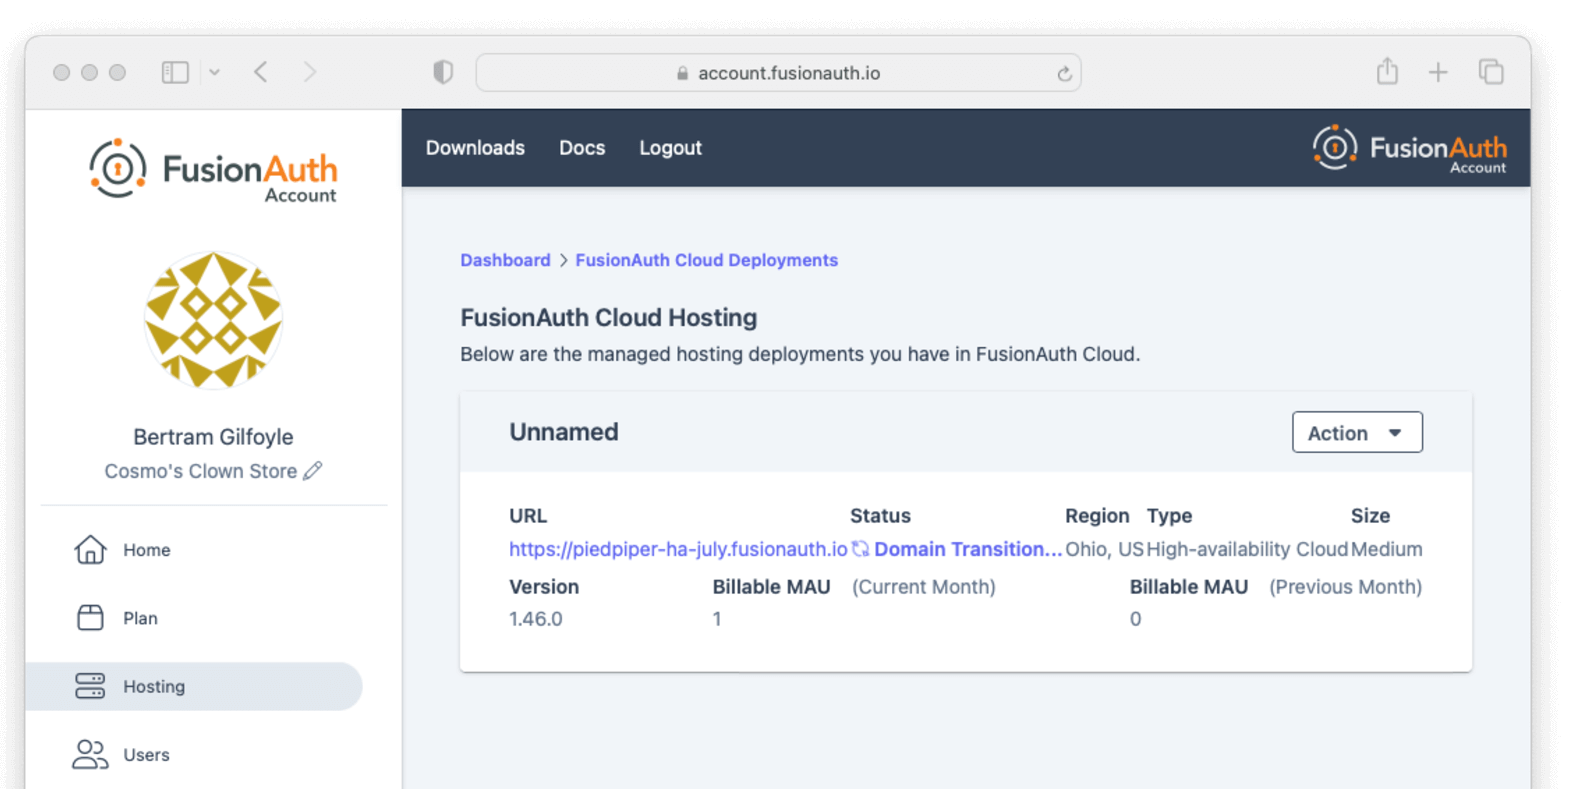 account.fusionauth.io
FusionAuth
Account
Downloads Docs Logout
FusionAuth
Account
Bertram Gilfoyle
Cosmo's Clown Store
Home
Plan
Hosting
Users
Dashboard > FusionAuth Cloud Deployments
FusionAuth Cloud Hosting
Below are the managed hosting deployments you have in FusionAuth Cloud.
Unnamed
Action
URL Status Region Type Size
https://piedpiper-ha-july.fusionauth.io Domain Transition... Ohio, US High-availability Cloud Medium
Version Billable MAU (Current Month) Billable MAU (Previous Month)
1.46.0 1 0